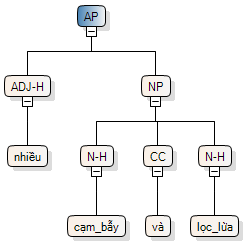 AP
ADJ-H NP
nhiều N-H CC N-H
cạm_bẫy và lọc_lừa